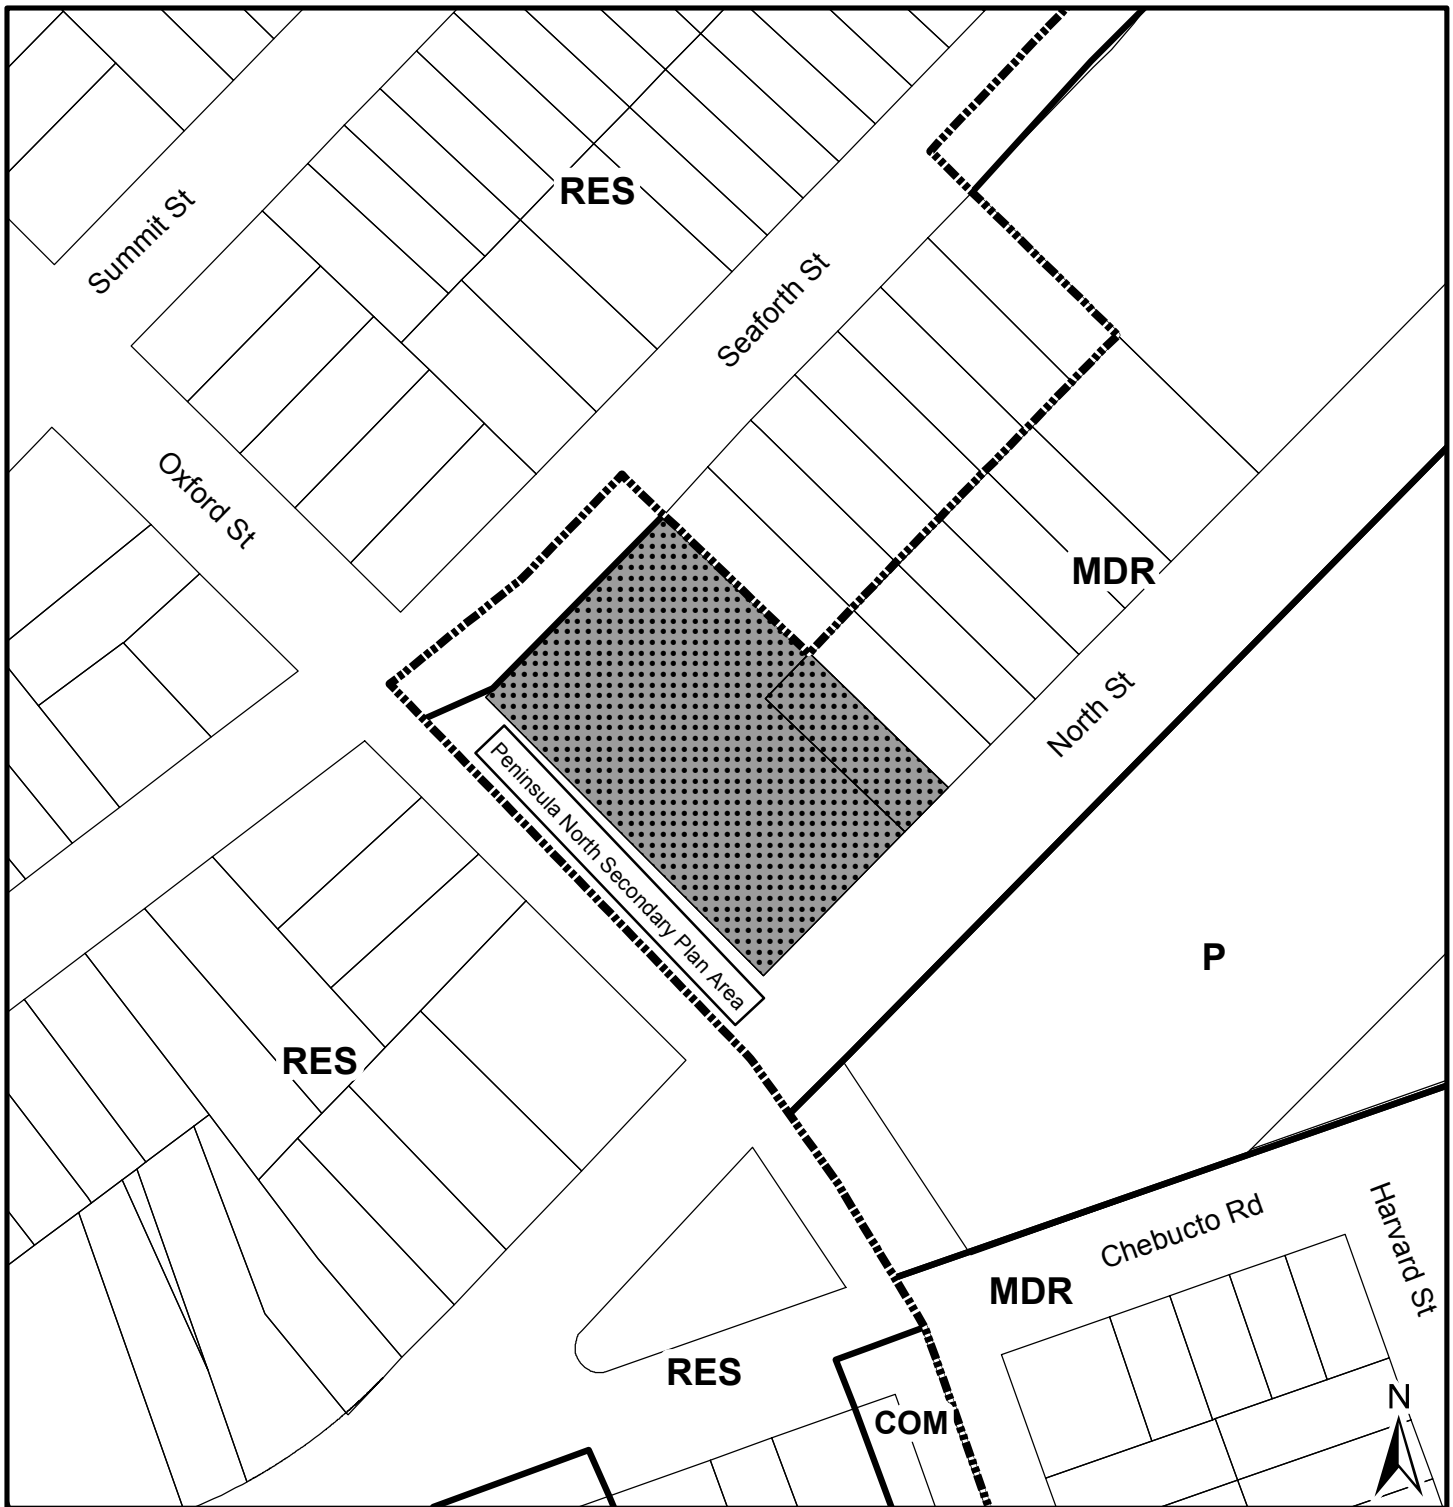 RES
Summit St
Seaforth St
Oxford St
MDR
North St
Peninsula North Secondary Plan Area
P
RES
Chebucto Rd
Harvard St
MDR
RES
COM
N